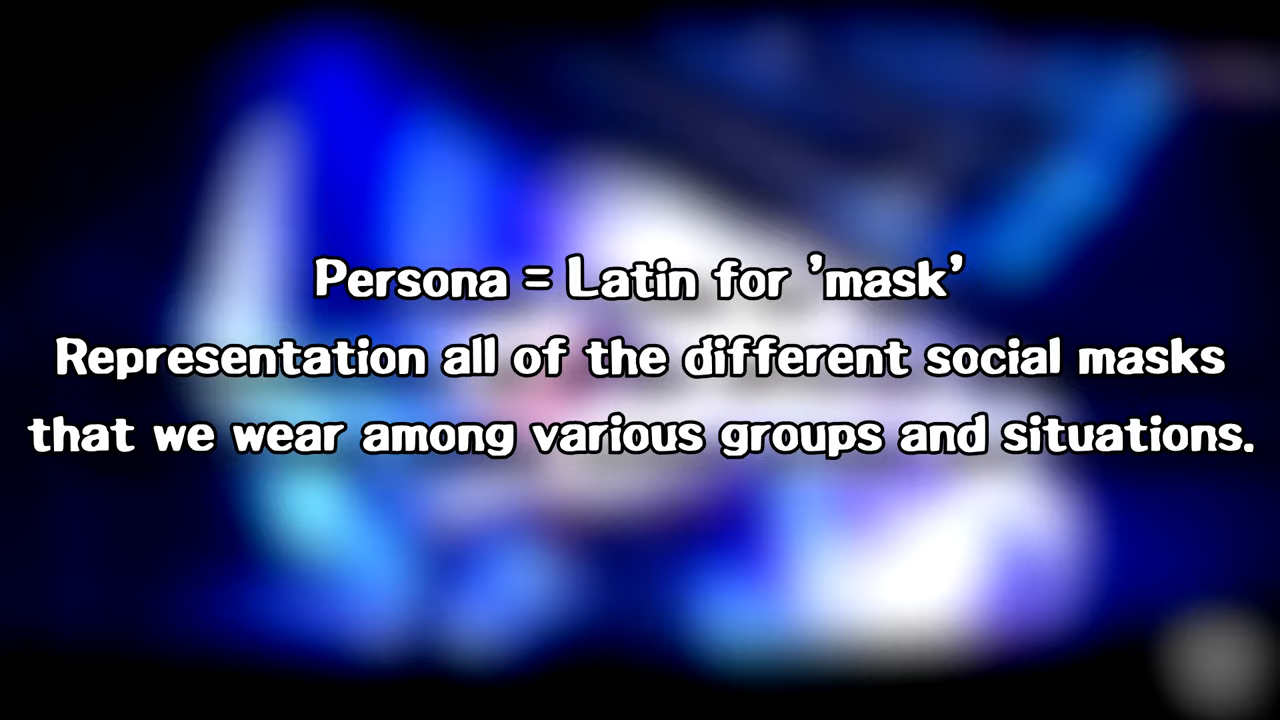 Persona = Latin for 'mask'
Representation all of the different social masks
that we wear among various groups and situations.